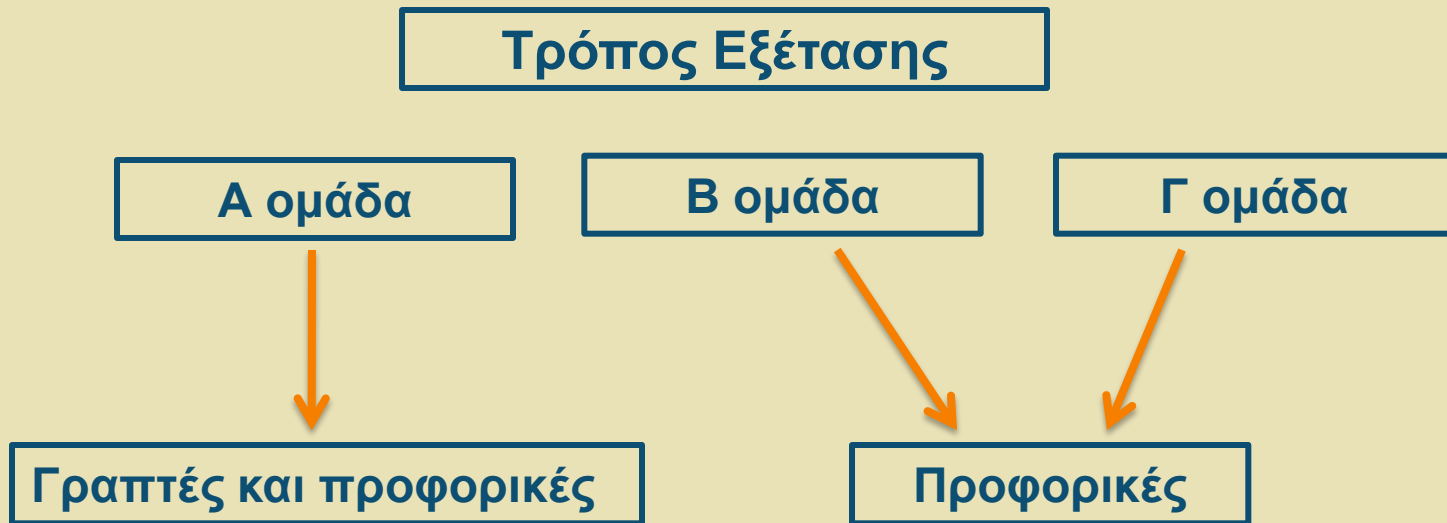 Τρόπος Εξέτασης
Α ομάδα
Β ομάδα
Γ ομάδα
Γραπτές και προφορικές
Προφορικές